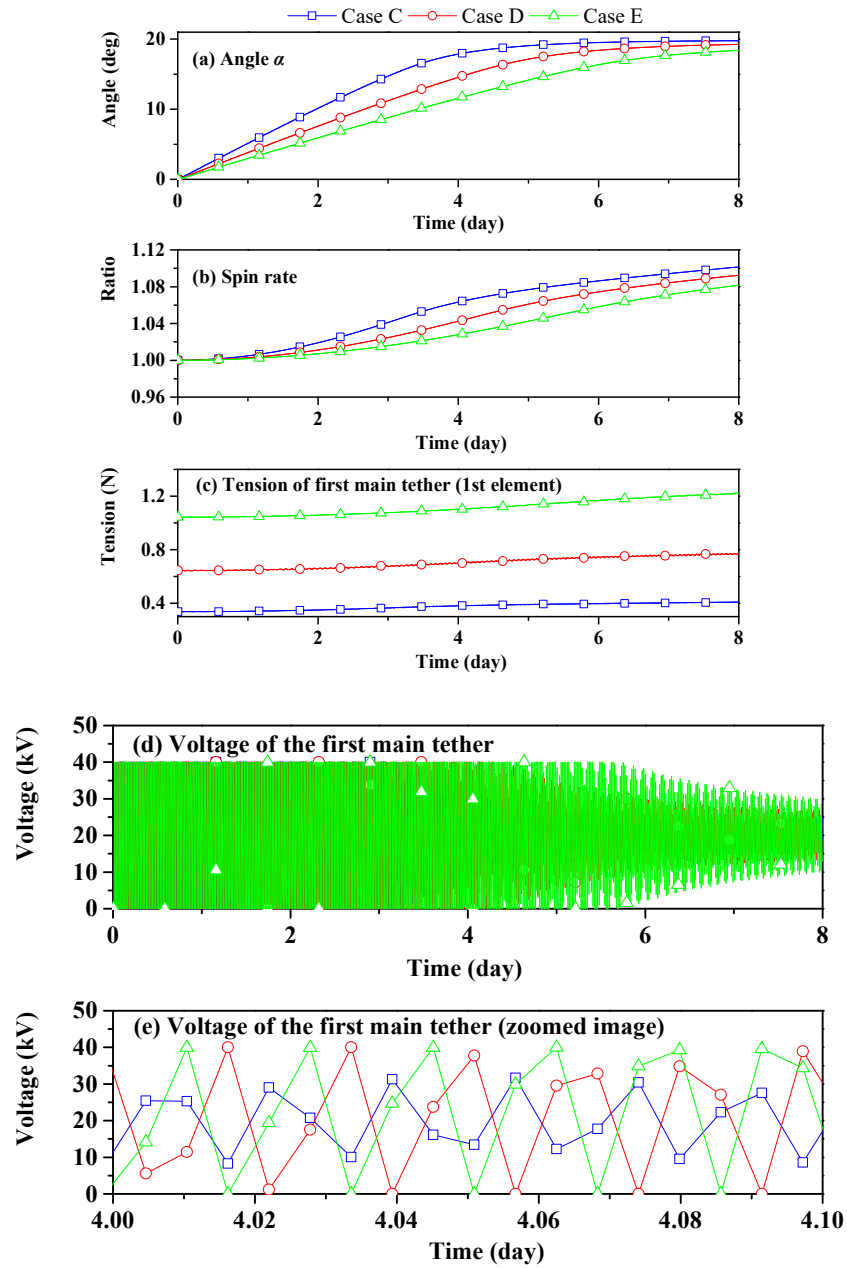 Case C Case D Case E
(a) Angle α
Angle (deg)
20
10
0
0 2 4 6 8
Time (day)
(b) Spin rate
Ratio
1.12
1.08
1.04
1.00
0.96
0 2 4 6 8
Time (day)
(c) Tension of first main tether (1st element)
Tension (N)
1.2
0.8
0.4
0 2 4 6 8
Time (day)
(d) Voltage of the first main tether
Voltage (kV)
50
40
30
20
10
0
0 2 4 6 8
Time (day)
(e) Voltage of the first main tether (zoomed image)
Voltage (kV)
50
40
30
20
10
0
4.00 4.02 4.04 4.06 4.08 4.10
Time (day)